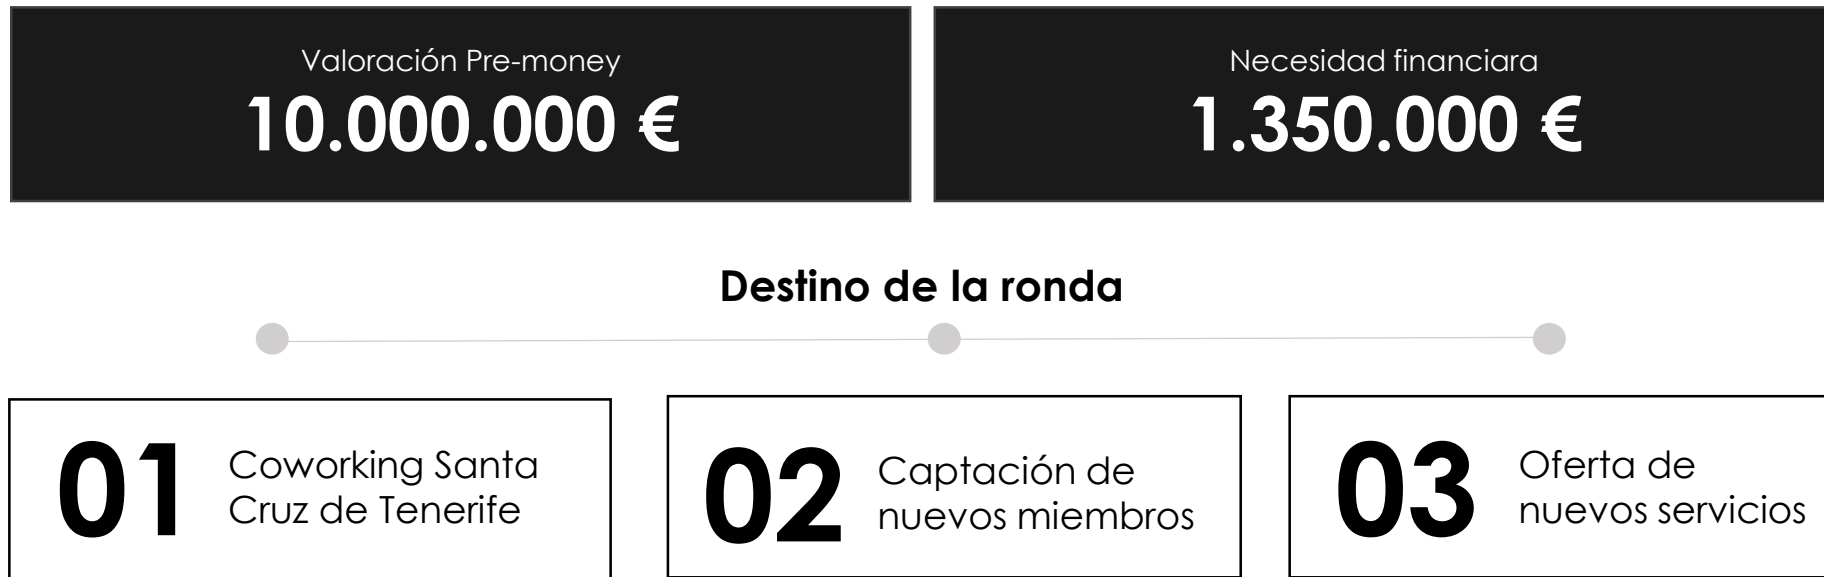 Valoración Pre-money
10.000.000 €
Necesidad financiara
1.350.000 €
Destino de la ronda
01
Coworking Santa
Cruz de Tenerife
02
Captación de
nuevos miembros
03
Oferta de
nuevos servicios